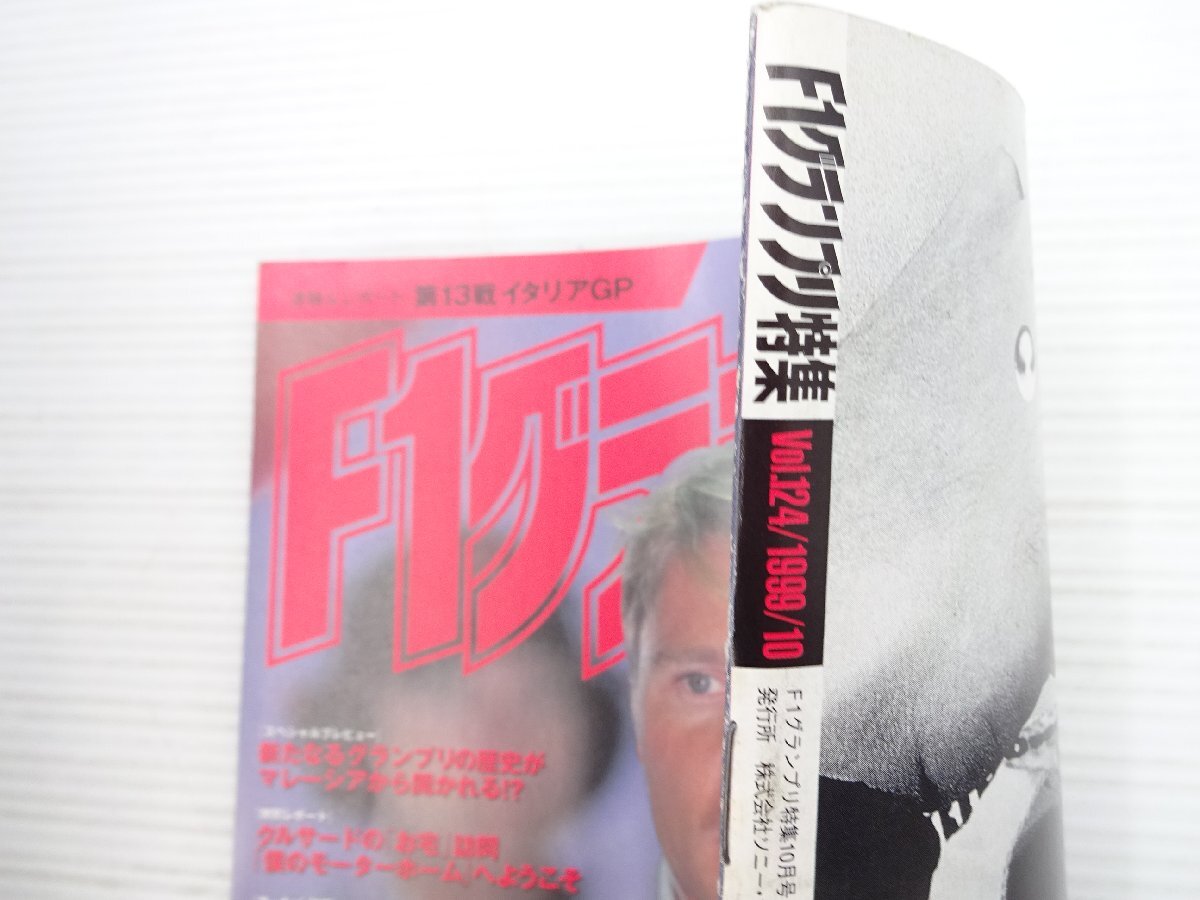 第13戦 イタリアGP
F1グラ
スペシャルプレビュー
新たなるグランプリの歴史が
マレーシアから開かれる!?
クルサードの「お宅」訪問
「僕のモーターホーム」へようこそ
F1グランプリ特集
Vol.124/1999/10
F1グランプリ特集10月号
発行所 株式会社ソニー・